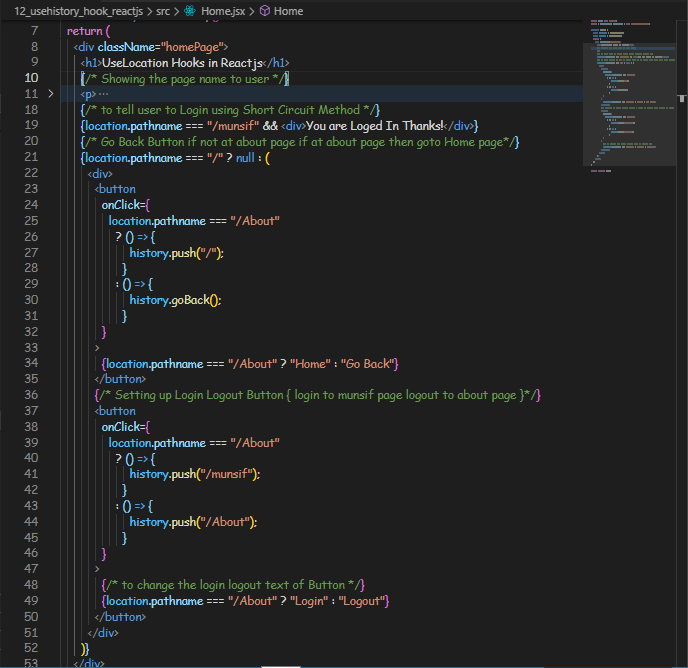 12_usehistory_hook_reactjs > src > Home.jsx > Home
7 return (
8 <div className="homePage">
9 <h1>UseLocation Hooks in Reactjs</h1>
10 {/* Showing the page name to user */}
11 <p>…
18 {/* to tell user to Login using Short Circuit Method */}
19 {location.pathname === "/munsif" && <div>You are Loged In Thanks!</div>}
20 {/* Go Back Button if not at about page if at about page then goto Home page*/}
21 {location.pathname === "/" ? null : (
22 <div>
23 <button
24 onClick={
25 location.pathname === "/About"
26 ? () => {
27 history.push("/");
28 }
29 : () => {
30 history.goBack();
31 }
32 }
33 >
34 {location.pathname === "/About" ? "Home" : "Go Back"}
35 </button>
36 {/* Setting up Login Logout Button { login to munsif page logout to about page }*/}
37 <button
38 onClick={
39 location.pathname === "/About"
40 ? () => {
41 history.push("/munsif");
42 }
43 : () => {
44 history.push("/About");
45 }
46 }
47 >
48 {/* to change the login logout text of Button */}
49 {location.pathname === "/About" ? "Login" : "Logout"}
50 </button>
51 </div>
52 )}
53 </div>